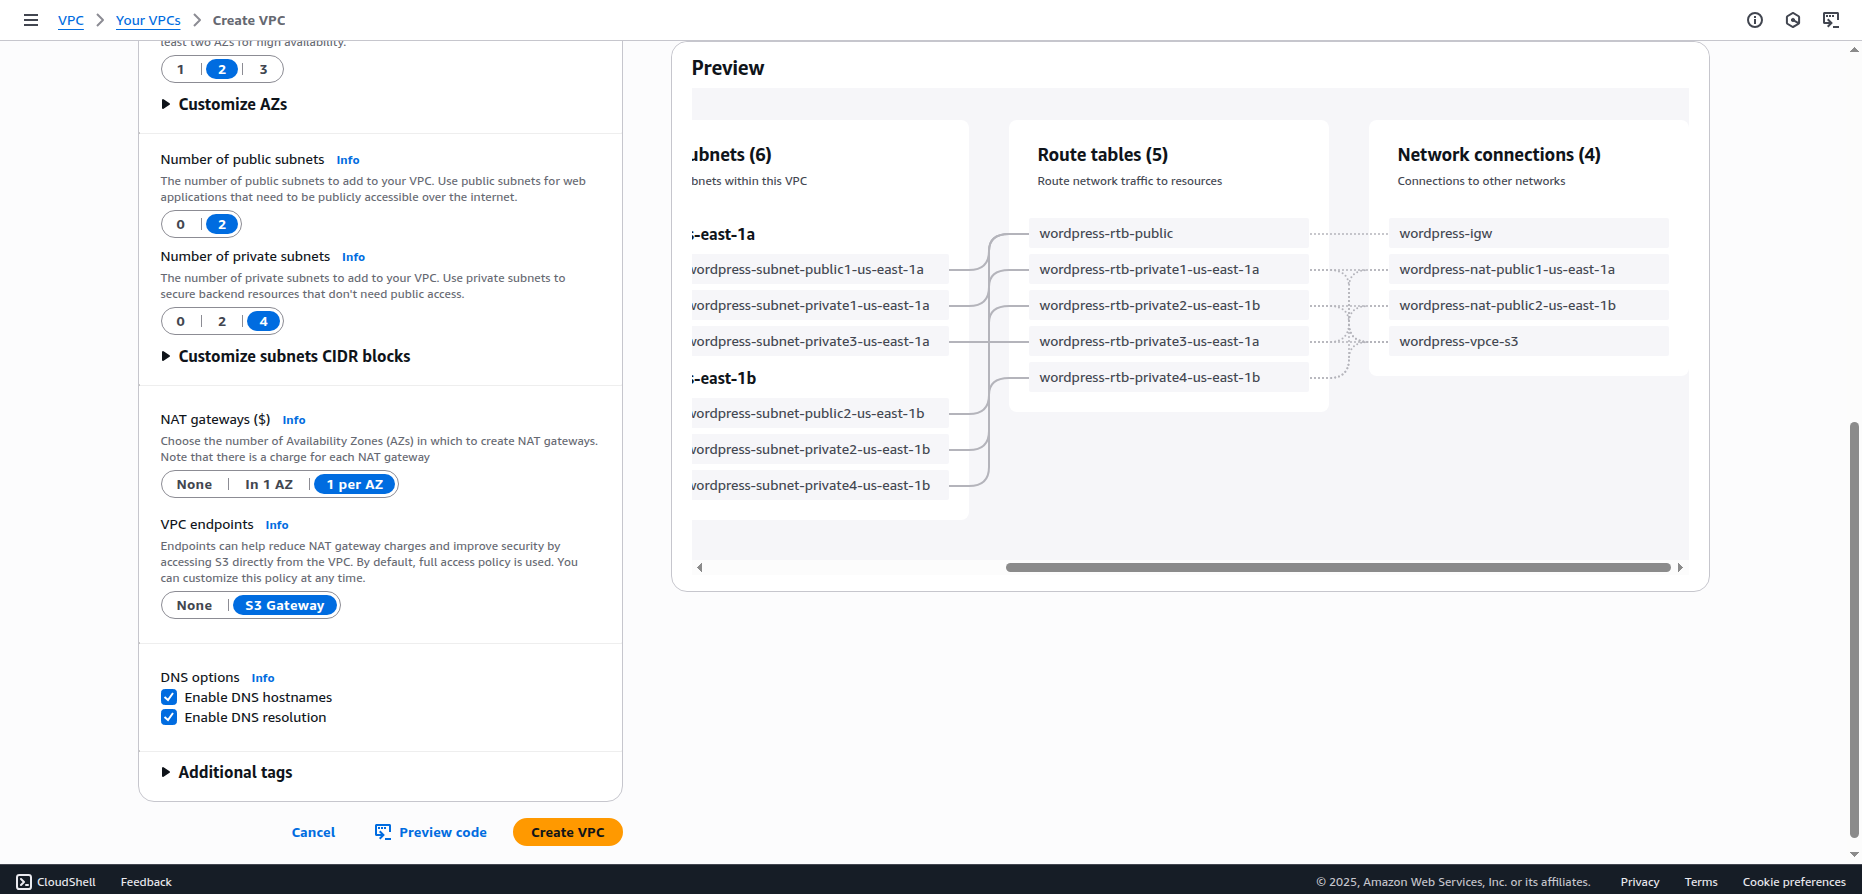 VPC > Your VPCs > Create VPC
least two AZs for high availability.
1 | 2 | 3
Customize AZs
Number of public subnets Info
The number of public subnets to add to your VPC. Use public subnets for web
applications that need to be publicly accessible over the internet.
0 | 2
Number of private subnets Info
The number of private subnets to add to your VPC. Use private subnets to
secure backend resources that don't need public access.
0 | 2 | 4
Customize subnets CIDR blocks
NAT gateways ($) Info
Choose the number of Availability Zones (AZs) in which to create NAT gateways.
Note that there is a charge for each NAT gateway
None | In 1 AZ | 1 per AZ
VPC endpoints Info
Endpoints can help reduce NAT gateway charges and improve security by
accessing S3 directly from the VPC. By default, full access policy is used. You
can customize this policy at any time.
None | S3 Gateway
DNS options Info
Enable DNS hostnames
Enable DNS resolution
Additional tags
Cancel Preview code Create VPC
Preview
ubnets (6)
bnets within this VPC
s-east-1a
wordpress-subnet-public1-us-east-1a
wordpress-subnet-private1-us-east-1a
wordpress-subnet-private3-us-east-1a
s-east-1b
wordpress-subnet-public2-us-east-1b
wordpress-subnet-private2-us-east-1b
wordpress-subnet-private4-us-east-1b
Route tables (5)
Route network traffic to resources
wordpress-rtb-public
wordpress-rtb-private1-us-east-1a
wordpress-rtb-private2-us-east-1b
wordpress-rtb-private3-us-east-1a
wordpress-rtb-private4-us-east-1b
Network connections (4)
Connections to other networks
wordpress-igw
wordpress-nat-public1-us-east-1a
wordpress-nat-public2-us-east-1b
wordpress-vpce-s3
CloudShell Feedback © 2025, Amazon Web Services, Inc. or its affiliates. Privacy Terms Cookie preferences